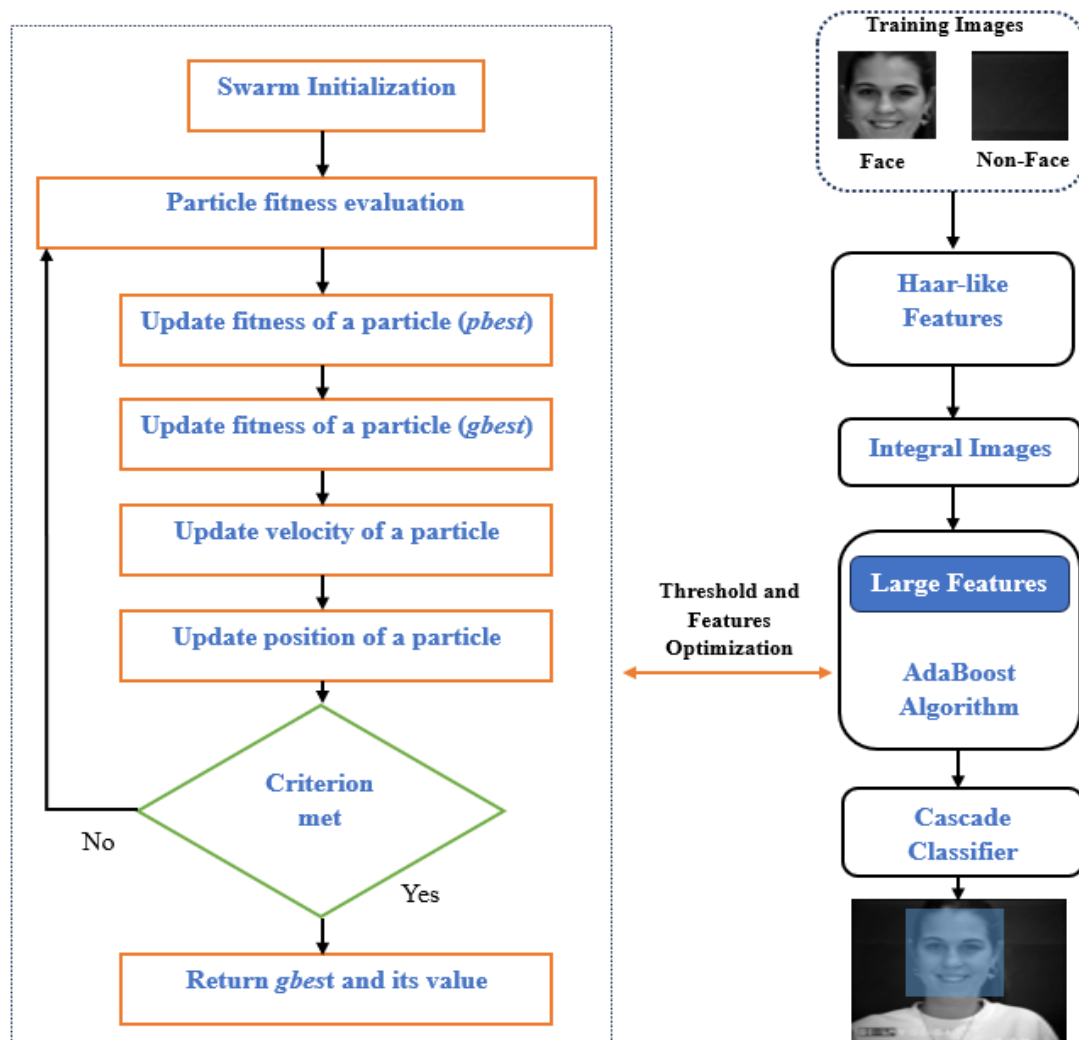 Swarm Initialization
Particle fitness evaluation
Update fitness of a particle (pbest)
Update fitness of a particle (gbest)
Update velocity of a particle
Update position of a particle
Criterion
met
No
Yes
Return gbest and its value
Threshold and
Features
Optimization
Training Images
Face
Non-Face
Haar-like
Features
Integral Images
Large Features
AdaBoost
Algorithm
Cascade
Classifier